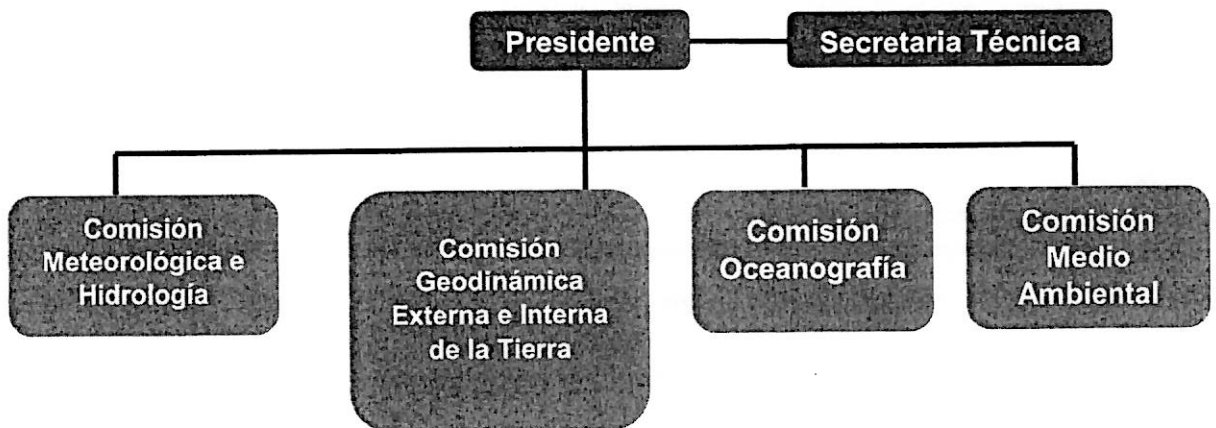 Presidente
Secretaria Técnica
Comisión
Meteorológica e
Hidrología
Comisión
Geodinámica
Externa e Interna
de la Tierra
Comisión
Oceanografía
Comisión
Medio
Ambiental